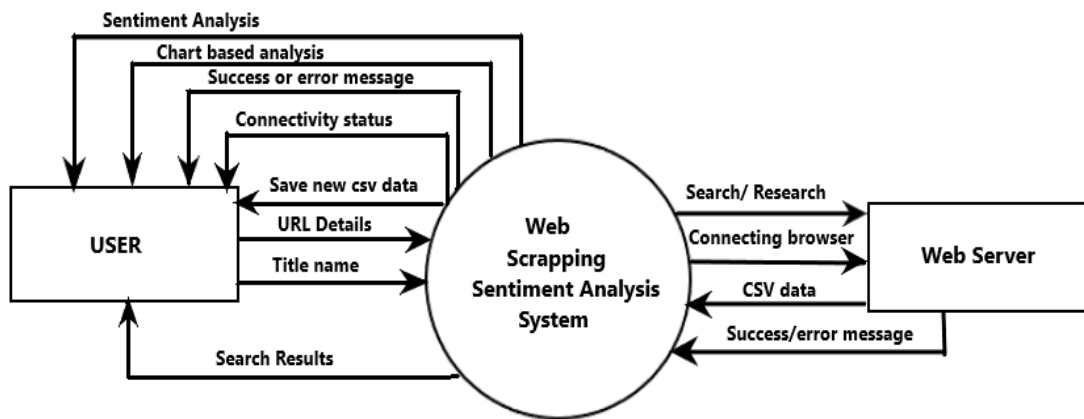 Sentiment Analysis
Chart based analysis
Success or error message
Connectivity status
Save new csv data
URL Details
Title name
Search Results
USER
Web
Scrapping
Sentiment Analysis
System
Search/ Research
Connecting browser
CSV data
Success/error message
Web Server